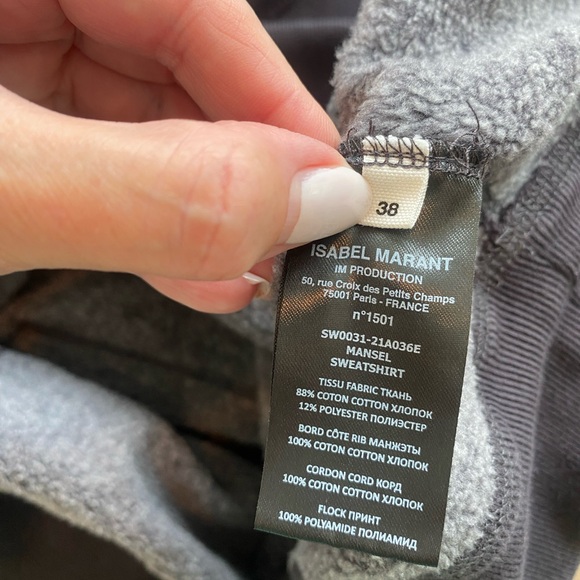 38
ISABEL MARANT
IM PRODUCTION
50, rue Croix des Petits Champs
75001 Paris - FRANCE
n°1501
SW0031-21A036E
MANSEL
SWEATSHIRT
TISSU FABRIC ТКАНЬ
88% COTON COTTON ХЛОПОК
12% POLYESTER ПОЛИЭСТЕР
BORD CÔTE RIB МАНЖЕТЫ
100% COTON COTTON ХЛОПОК
CORDON CORD КОРД
100% COTON COTTON ХЛОПОК
FLOCK ПРИНТ
100% POLYAMIDE ПОЛИАМИД